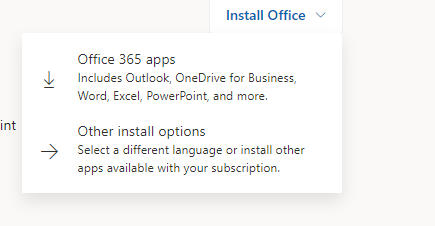 Install Office
Office 365 apps
Includes Outlook, OneDrive for Business,
Word, Excel, PowerPoint, and more.
int
Other install options
Select a different language or install other
apps available with your subscription.